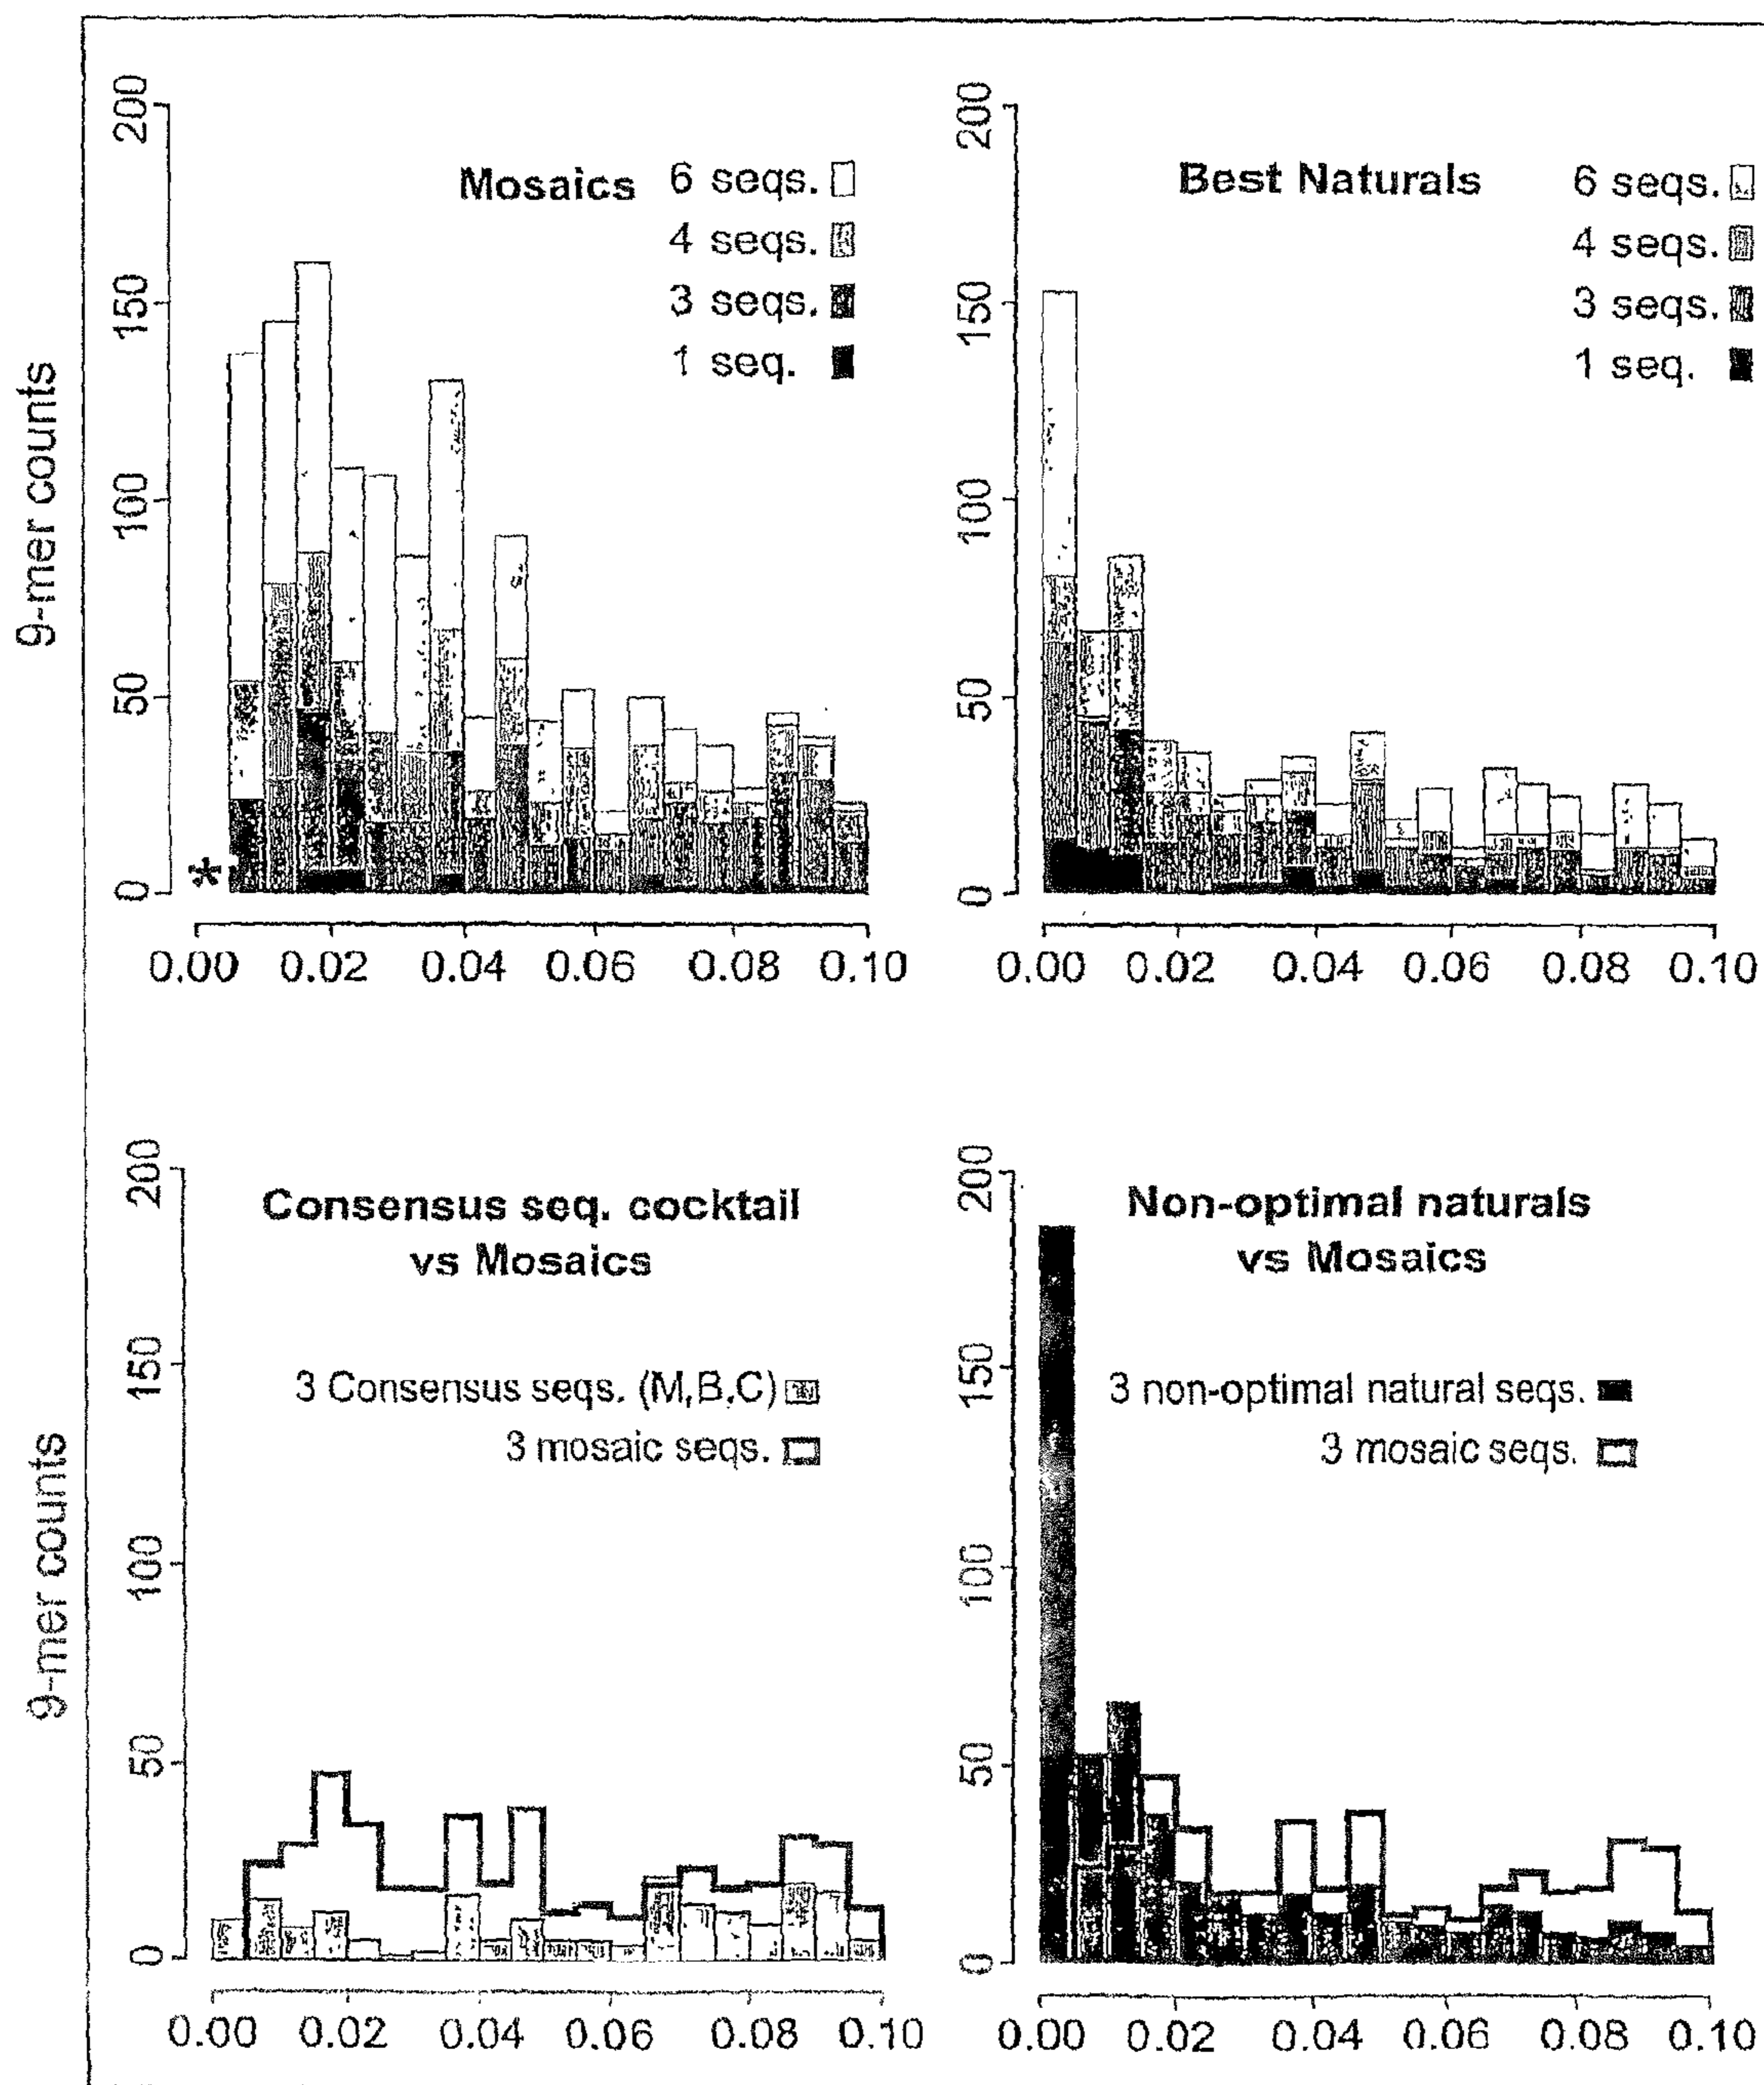 9-mer counts
200
150
100
50
0
Mosaics
6 seqs.
4 seqs.
3 seqs.
1 seq.
*
0.00 0.02 0.04 0.06 0.08 0.10
200
150
100
50
0
Best Naturals
6 seqs.
4 seqs.
3 seqs.
1 seq.
0.00 0.02 0.04 0.06 0.08 0.10
9-mer counts
200
150
100
50
0
Consensus seq. cocktail
vs Mosaics
3 Consensus seqs. (M,B,C)
3 mosaic seqs.
0.00 0.02 0.04 0.06 0.08 0.10
200
150
100
50
0
Non-optimal naturals
vs Mosaics
3 non-optimal natural seqs.
3 mosaic seqs.
0.00 0.02 0.04 0.06 0.08 0.10